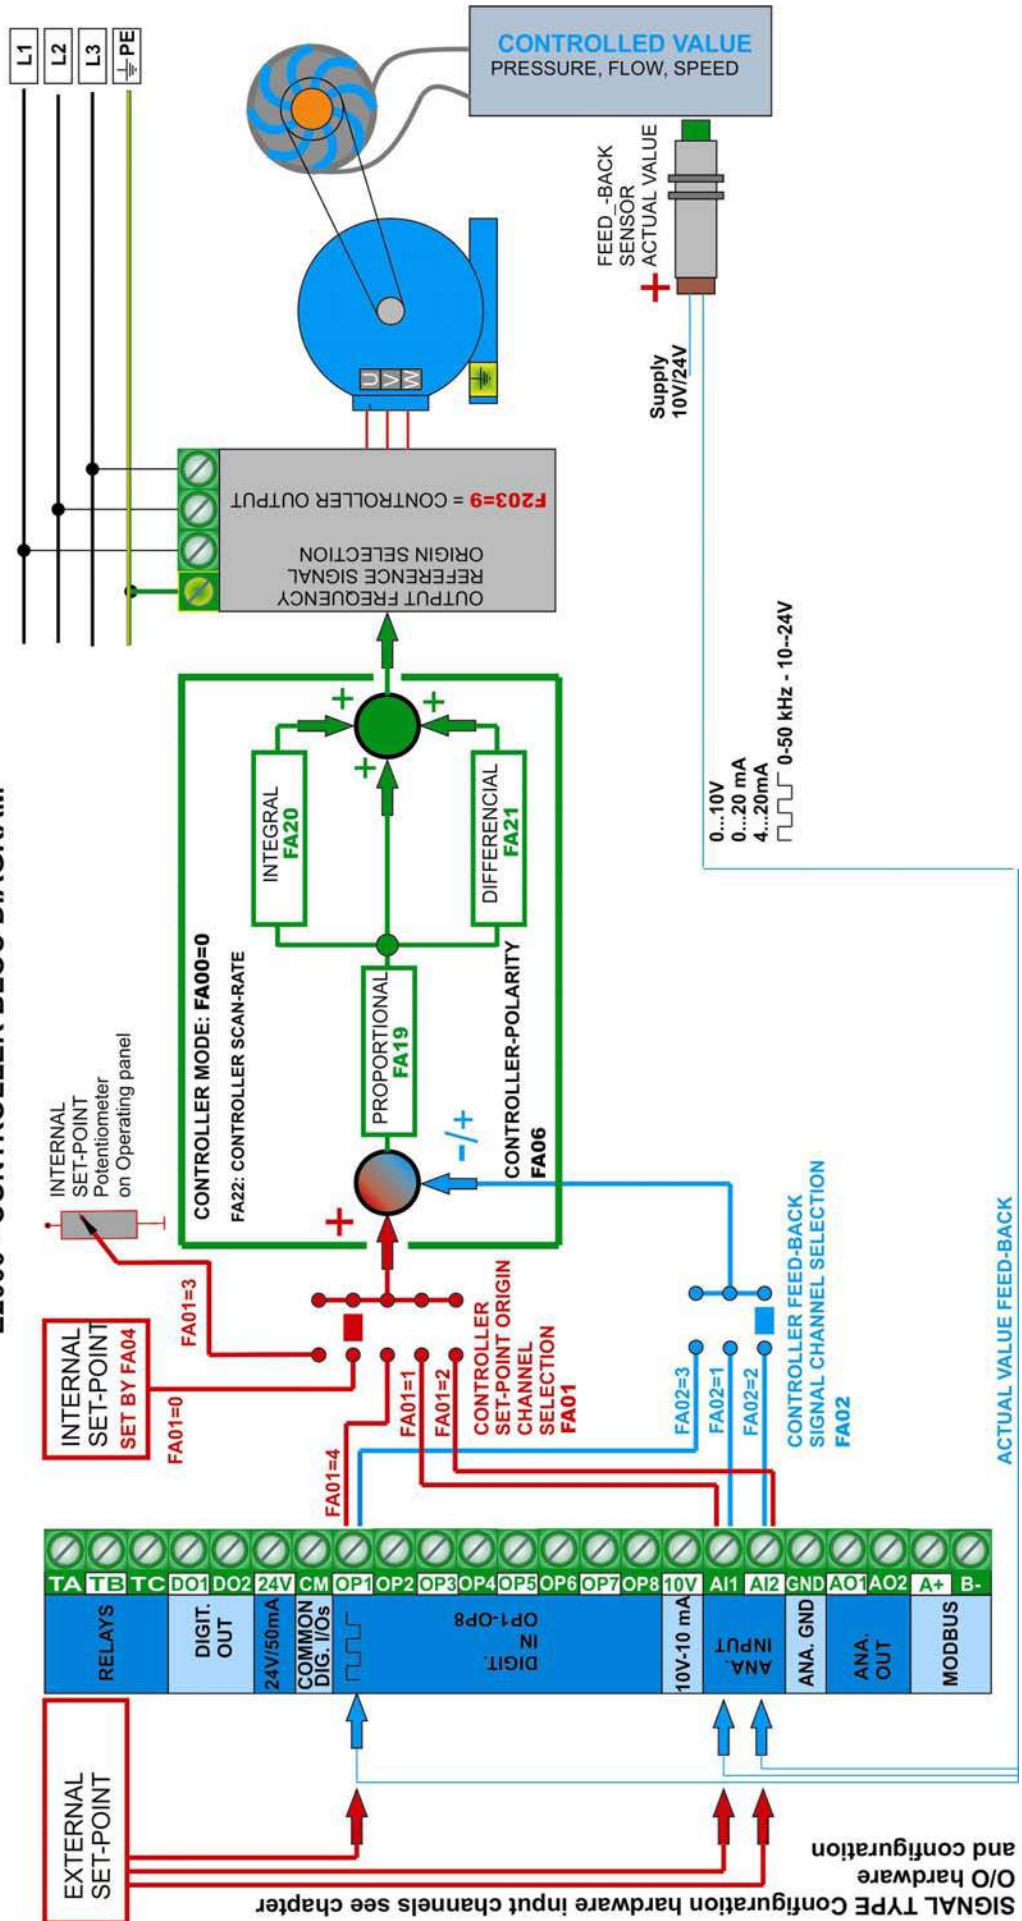 L1
L2
L3
PE
CONTROLLED VALUE
PRESSURE, FLOW, SPEED
FEED_-BACK
SENSOR
ACTUAL VALUE
+
Supply
10V/24V
U
V
W
OUTPUT FREQUENCY
REFERENCE SIGNAL
ORIGIN SELECTION
F203=9 = CONTROLLER OUTPUT
0...10V
0...20 mA
4...20mA
0-50 kHz - 10--24V
CONTROLLER MODE: FA00=0
FA22: CONTROLLER SCAN-RATE
INTEGRAL
FA20
PROPORTIONAL
FA19
DIFFERENCIAL
FA21
+
+
+
+
-/+
CONTROLLER-POLARITY
FA06
INTERNAL
SET-POINT
Potentiometer
on Operating panel
INTERNAL
SET-POINT
SET BY FA04
FA01=3
FA01=0
FA01=4
FA01=1
FA01=2
CONTROLLER
SET-POINT ORIGIN
CHANNEL
SELECTION
FA01
FA02=3
FA02=1
FA02=2
CONTROLLER FEED-BACK
SIGNAL CHANNEL SELECTION
FA02
ACTUAL VALUE FEED-BACK
TA TB TC DO1 DO2 24V CM OP1 OP2 OP3 OP4 OP5 OP6 OP7 OP8 10V AI1 AI2 GND AO1 AO2 A+ B-
RELAYS
DIGIT.
OUT
24V/50mA
COMMON
DIG. I/Os
DIGIT.
IN
OP1-OP8
10V-10 mA
ANA.
INPUT
ANA. GND
ANA.
OUT
MODBUS
EXTERNAL
SET-POINT
SIGNAL TYPE Configuration hardware input channels see chapter
O/O hardware
and configuration